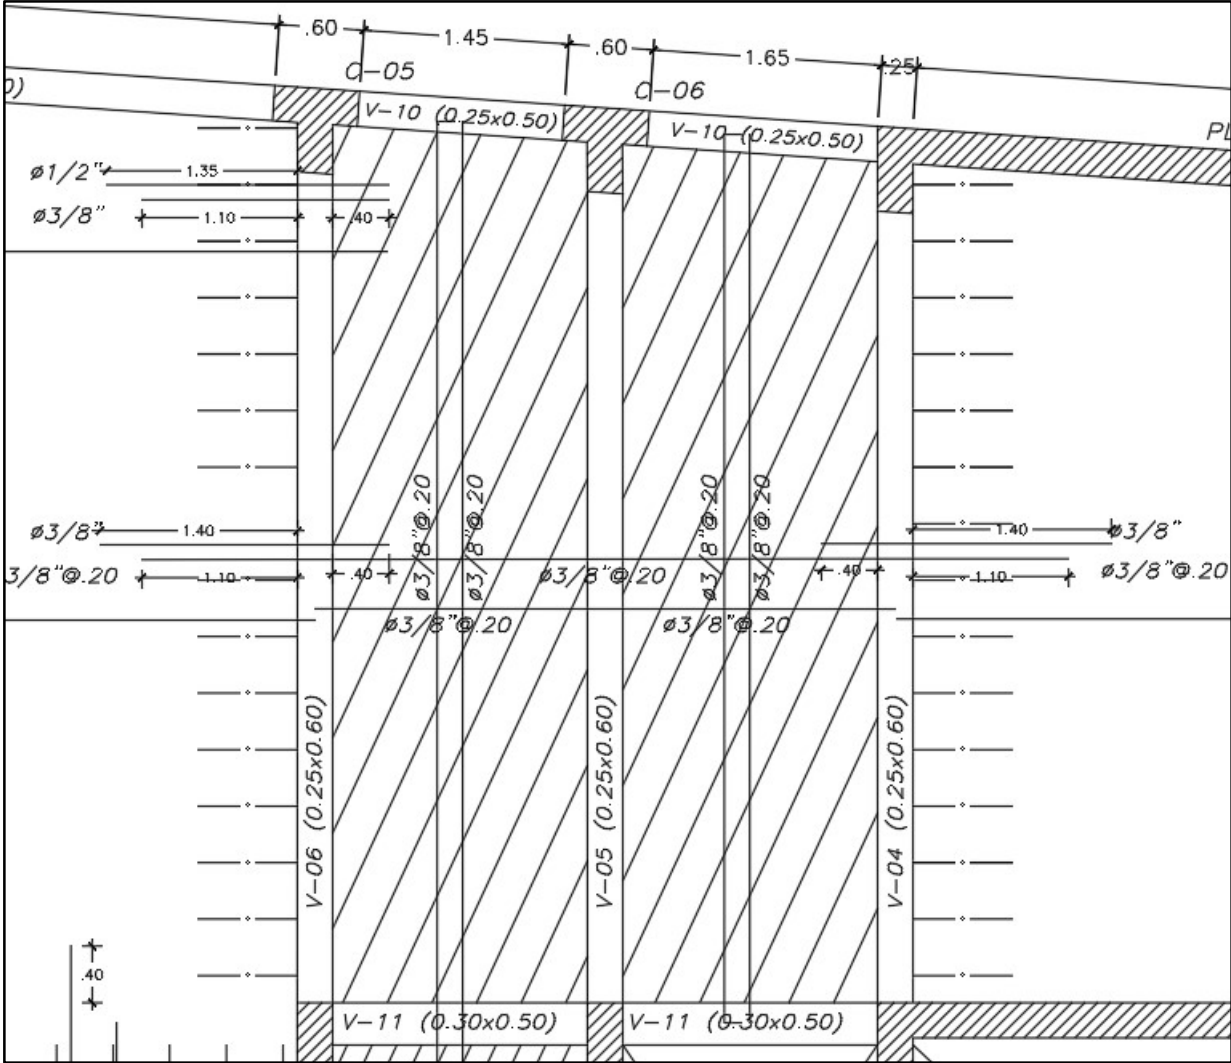 .60
1.45
.60
1.65
.25
C-05
C-06
0)
V-10 (0.25x0.50)
V-10 (0.25x0.50)
PL
ø1/2"
1.35
ø3/8"
1.10
.40
ø3/8"
1.40
3/8"@.20
1.10
.40
ø3/8"@.20
ø3/8"@.20
ø3/8"@.20
ø3/8"@.20
ø3/8"@.20
1.40
ø3/8"
.40
1.10
ø3/8"@.20
ø3/8"@.20
ø3/8"@.20
V-06 (0.25x0.60)
V-05 (0.25x0.60)
V-04 (0.25x0.60)
.40
V-11 (0.30x0.50)
V-11 (0.30x0.50)